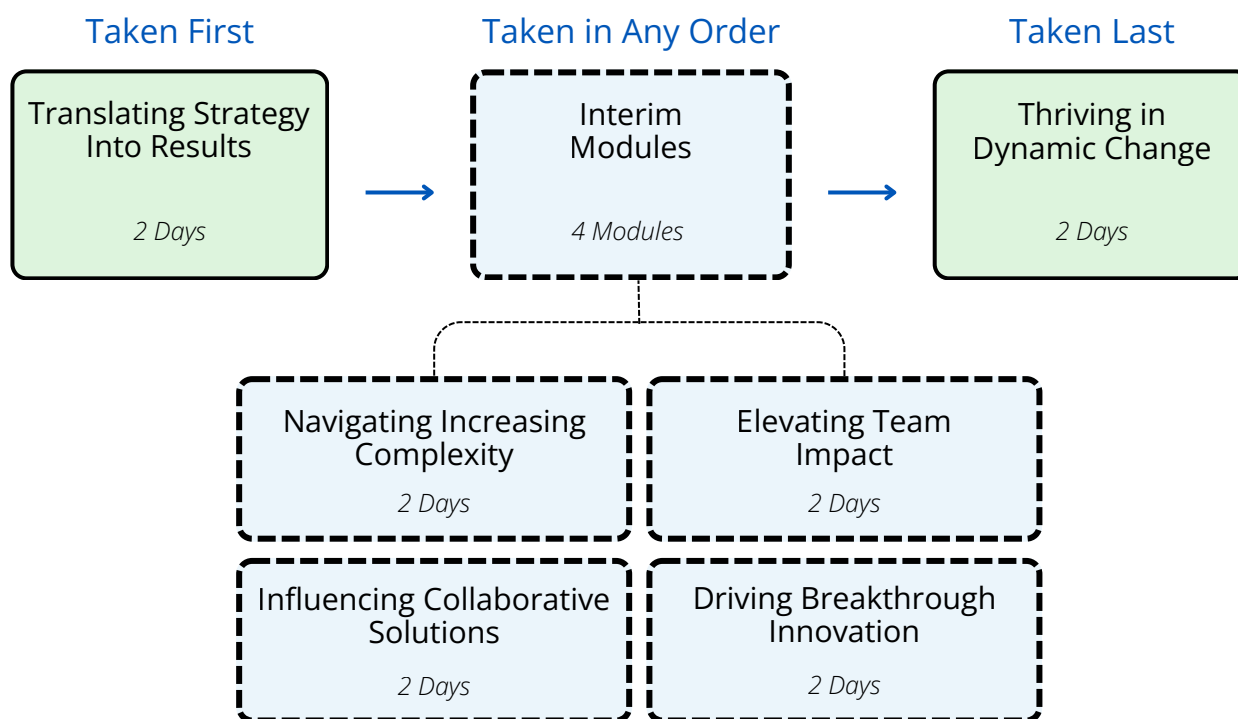 Taken First
Taken in Any Order
Taken Last
Translating Strategy
Into Results
2 Days
Interim
Modules
4 Modules
Thriving in
Dynamic Change
2 Days
Navigating Increasing
Complexity
2 Days
Elevating Team
Impact
2 Days
Influencing Collaborative
Solutions
2 Days
Driving Breakthrough
Innovation
2 Days